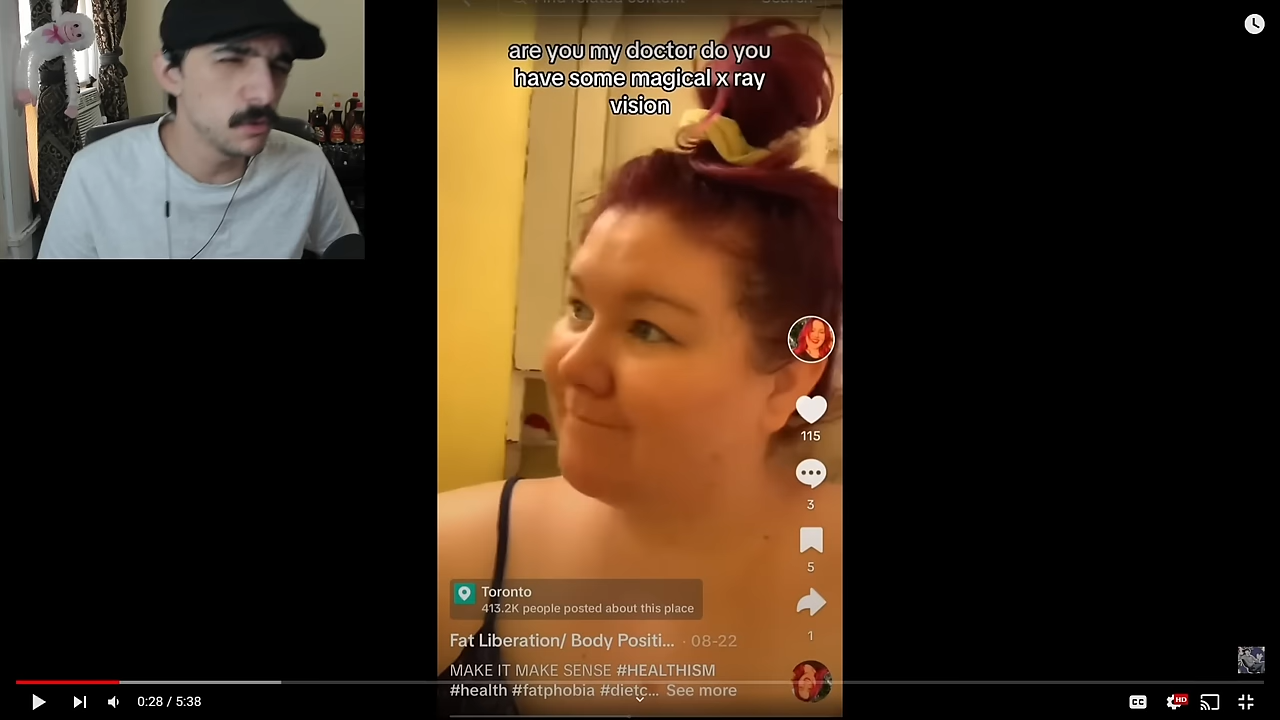 are you my doctor do you
have some magical x ray
vision
115
3
5
Toronto
413.2K people posted about this place
1
Fat Liberation/ Body Positi... · 08-22
MAKE IT MAKE SENSE #HEALTHISM
#health #fatphobia #dietc... See more
0:28 / 5:38
CC
HD